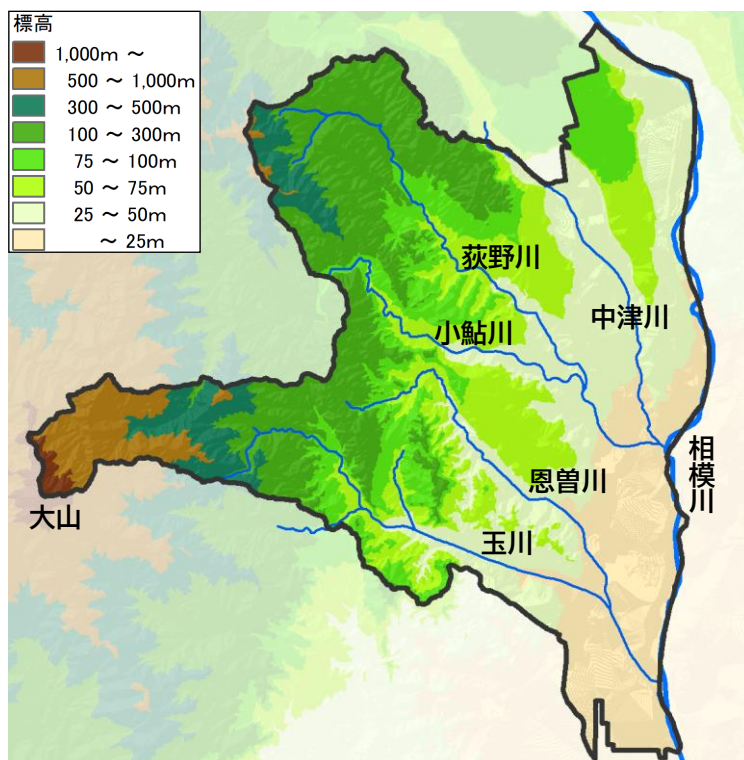 標高
1,000m ～
500 ～ 1,000m
300 ～ 500m
100 ～ 300m
75 ～ 100m
50 ～ 75m
25 ～ 50m
～ 25m
荻野川
中津川
小鮎川
相模川
恩曽川
大山
玉川